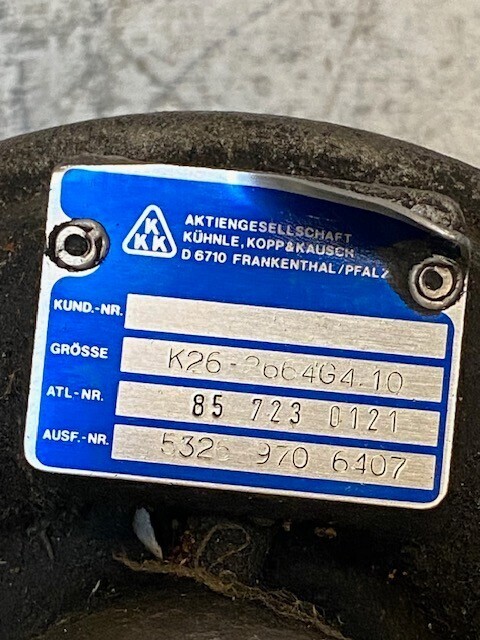 K
K K
AKTIENGESELLSCHAFT
KÜHNLE, KOPP & KAUSCH
D 6710 FRANKENTHAL/PFALZ
KUND.-NR.
GRÖSSE K26-2664G4.10
ATL-NR. 85 723 0121
AUSF.-NR. 5326 970 6407